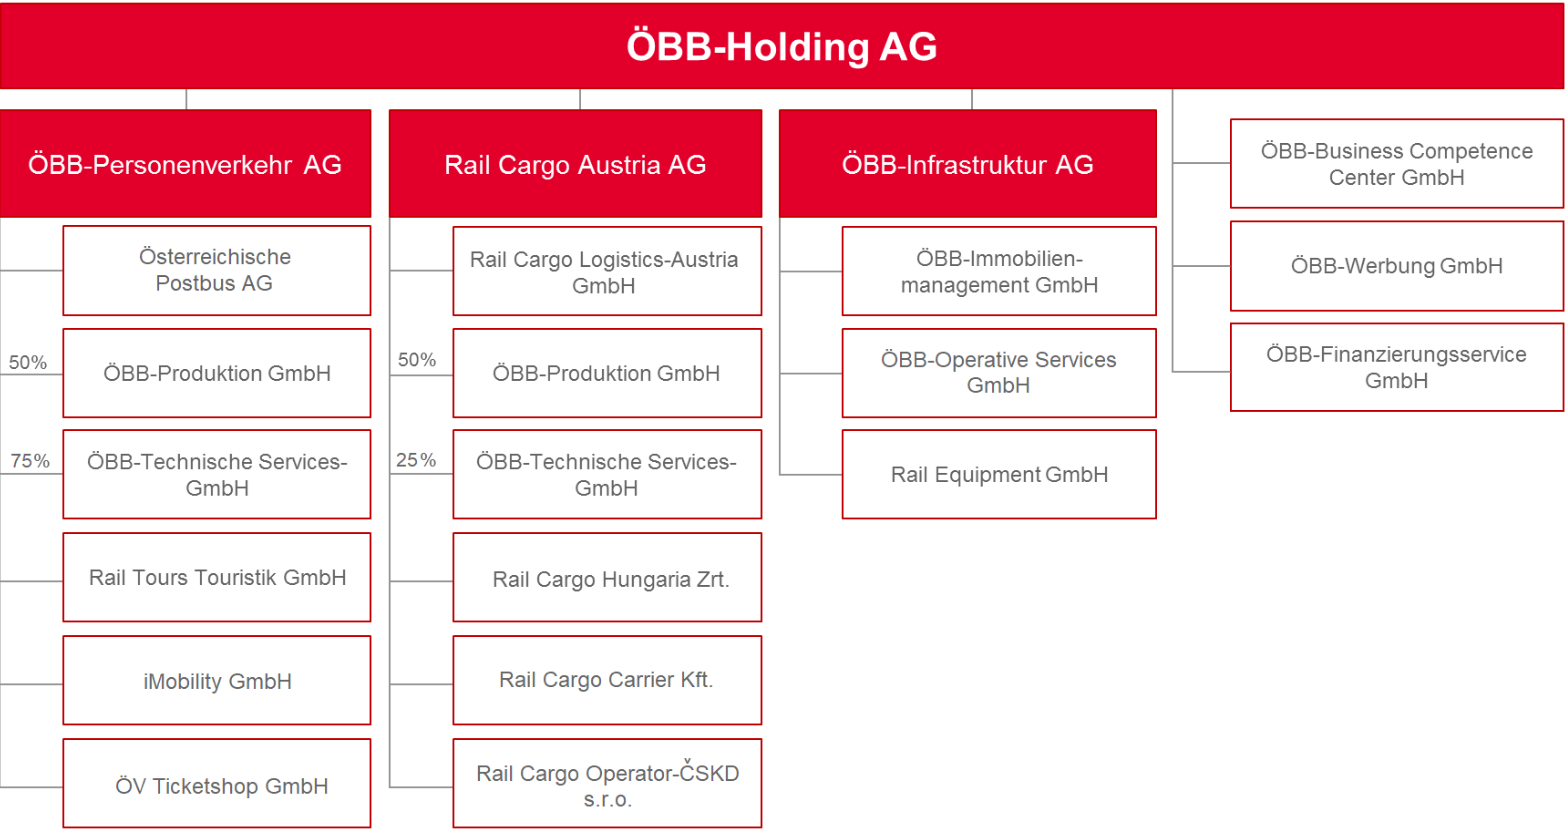 ÖBB-Holding AG
ÖBB-Personenverkehr AG
Österreichische
Postbus AG
50%
ÖBB-Produktion GmbH
75%
ÖBB-Technische Services-
GmbH
Rail Tours Touristik GmbH
iMobility GmbH
ÖV Ticketshop GmbH
Rail Cargo Austria AG
Rail Cargo Logistics-Austria
GmbH
50%
ÖBB-Produktion GmbH
25%
ÖBB-Technische Services-
GmbH
Rail Cargo Hungaria Zrt.
Rail Cargo Carrier Kft.
Rail Cargo Operator-ČSKD
s.r.o.
ÖBB-Infrastruktur AG
ÖBB-Immobilien-
management GmbH
ÖBB-Operative Services
GmbH
Rail Equipment GmbH
ÖBB-Business Competence
Center GmbH
ÖBB-Werbung GmbH
ÖBB-Finanzierungsservice
GmbH